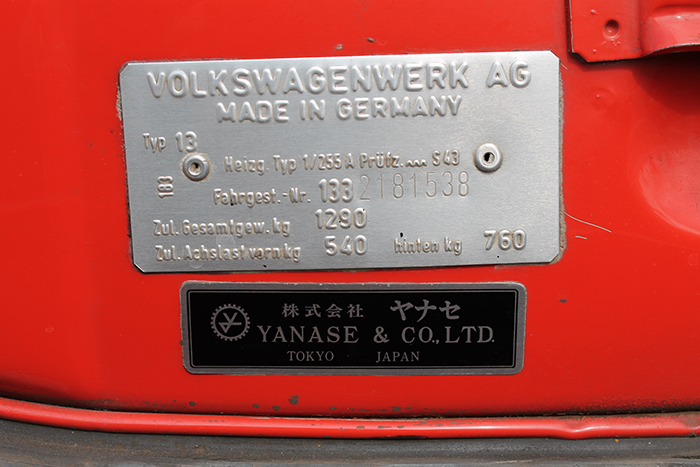 VOLKSWAGENWERK AG
MADE IN GERMANY
Typ 13
183
Heizg. Typ 1/255 A Prüfz. ﹏ S 43
Fahrgest.-Nr. 133 2181538
Zul. Gesamtgew. kg 1290
Zul. Achslast vorn kg 540 hinten kg 760
株式会社 ヤナセ
YANASE & CO., LTD.
TOKYO JAPAN